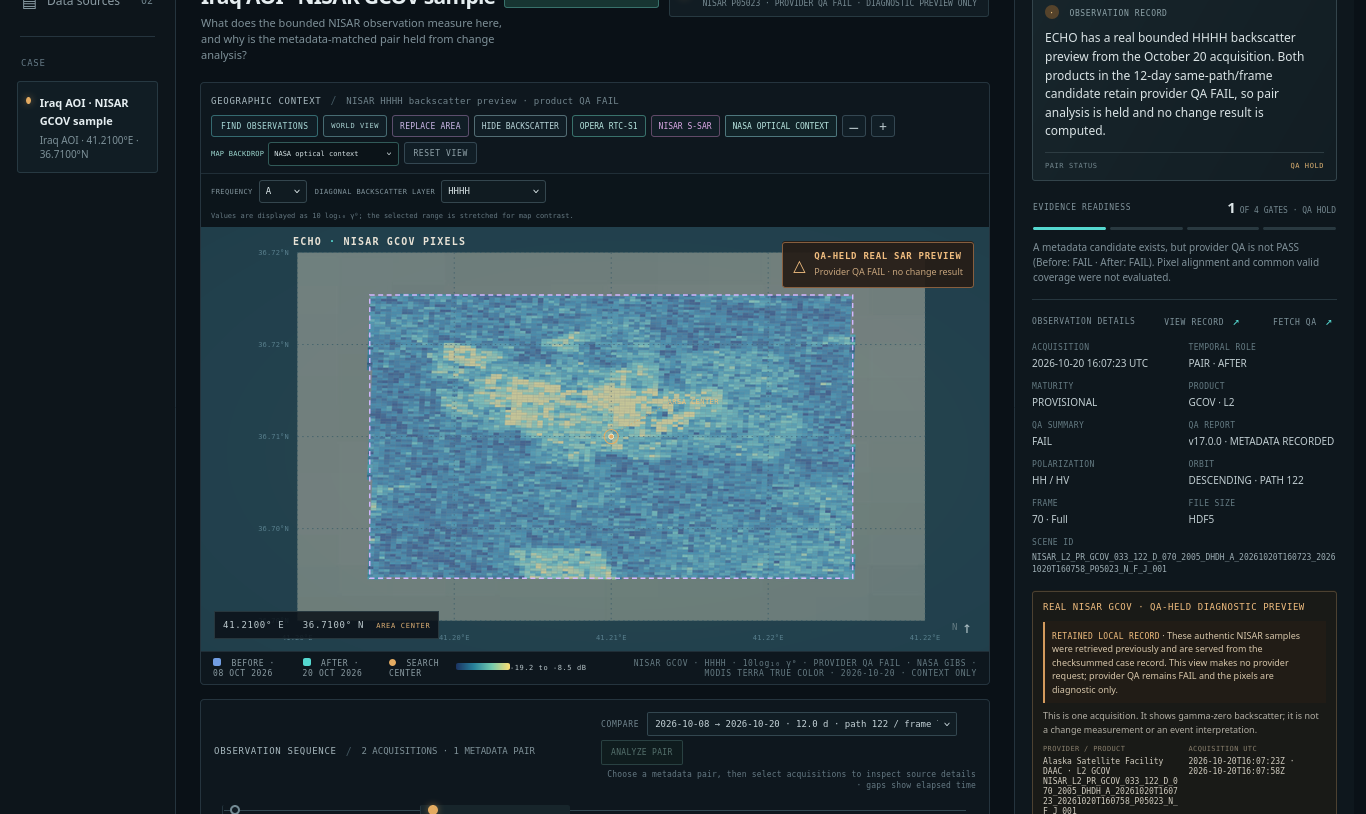 Data sources 02
CASE
Iraq AOI · NISAR
GCOV sample
Iraq AOI · 41.2100°E ·
36.7100°N
Iraq AOI · NISAR GCOV sample
NISAR P05023 · PROVIDER QA FAIL · DIAGNOSTIC PREVIEW ONLY
What does the bounded NISAR observation measure here,
and why is the metadata-matched pair held from change
analysis?
GEOGRAPHIC CONTEXT / NISAR HHHH backscatter preview · product QA FAIL
FIND OBSERVATIONS WORLD VIEW REPLACE AREA HIDE BACKSCATTER OPERA RTC-S1 NISAR S-SAR NASA OPTICAL CONTEXT — +
MAP BACKDROP NASA optical context RESET VIEW
FREQUENCY A DIAGONAL BACKSCATTER LAYER HHHH
Values are displayed as 10 log₁₀ γ⁰; the selected range is stretched for map contrast.
ECHO · NISAR GCOV PIXELS
QA-HELD REAL SAR PREVIEW
Provider QA FAIL · no change result
36.72°N
36.72°N
36.71°N
36.70°N
41.2100° E 36.7100° N AREA CENTER
41.20°E 41.21°E 41.22°E 41.22°E
N ↑
BEFORE ·
08 OCT 2026
AFTER ·
20 OCT 2026
SEARCH
CENTER
-19.2 to -8.5 dB
NISAR GCOV · HHHH · 10log₁₀ γ⁰ · PROVIDER QA FAIL · NASA GIBS ·
MODIS TERRA TRUE COLOR · 2026-10-20 · CONTEXT ONLY
OBSERVATION SEQUENCE / 2 ACQUISITIONS · 1 METADATA PAIR
COMPARE 2026-10-08 → 2026-10-20 · 12.0 d · path 122 / frame
ANALYZE PAIR
Choose a metadata pair, then select acquisitions to inspect source details
· gaps show elapsed time
OBSERVATION RECORD
ECHO has a real bounded HHHH backscatter
preview from the October 20 acquisition. Both
products in the 12-day same-path/frame
candidate retain provider QA FAIL, so pair
analysis is held and no change result is
computed.
PAIR STATUS QA HOLD
EVIDENCE READINESS 1 OF 4 GATES · QA HOLD
A metadata candidate exists, but provider QA is not PASS
(Before: FAIL · After: FAIL). Pixel alignment and common valid
coverage were not evaluated.
OBSERVATION DETAILS VIEW RECORD ↗ FETCH QA ↗
ACQUISITION TEMPORAL ROLE
2026-10-20 16:07:23 UTC PAIR · AFTER
MATURITY PRODUCT
PROVISIONAL GCOV · L2
QA SUMMARY QA REPORT
FAIL v17.0.0 · METADATA RECORDED
POLARIZATION ORBIT
HH / HV DESCENDING · PATH 122
FRAME FILE SIZE
70 · Full HDF5
SCENE ID
NISAR_L2_PR_GCOV_033_122_D_070_2005_DHDH_A_20261020T160723_2026
1020T160758_P05023_N_F_J_001
REAL NISAR GCOV · QA-HELD DIAGNOSTIC PREVIEW
RETAINED LOCAL RECORD · These authentic NISAR samples
were retrieved previously and are served from the
checksummed case record. This view makes no provider
request; provider QA remains FAIL and the pixels are
diagnostic only.
This is one acquisition. It shows gamma-zero backscatter; it is not
a change measurement or an event interpretation.
PROVIDER / PRODUCT
Alaska Satellite Facility
DAAC · L2 GCOV
NISAR_L2_PR_GCOV_033_122_D_0
70_2005_DHDH_A_20261020T1607
23_20261020T160758_P05023_N_
F_J_001
ACQUISITION UTC
2026-10-20T16:07:23Z ·
2026-10-20T16:07:58Z